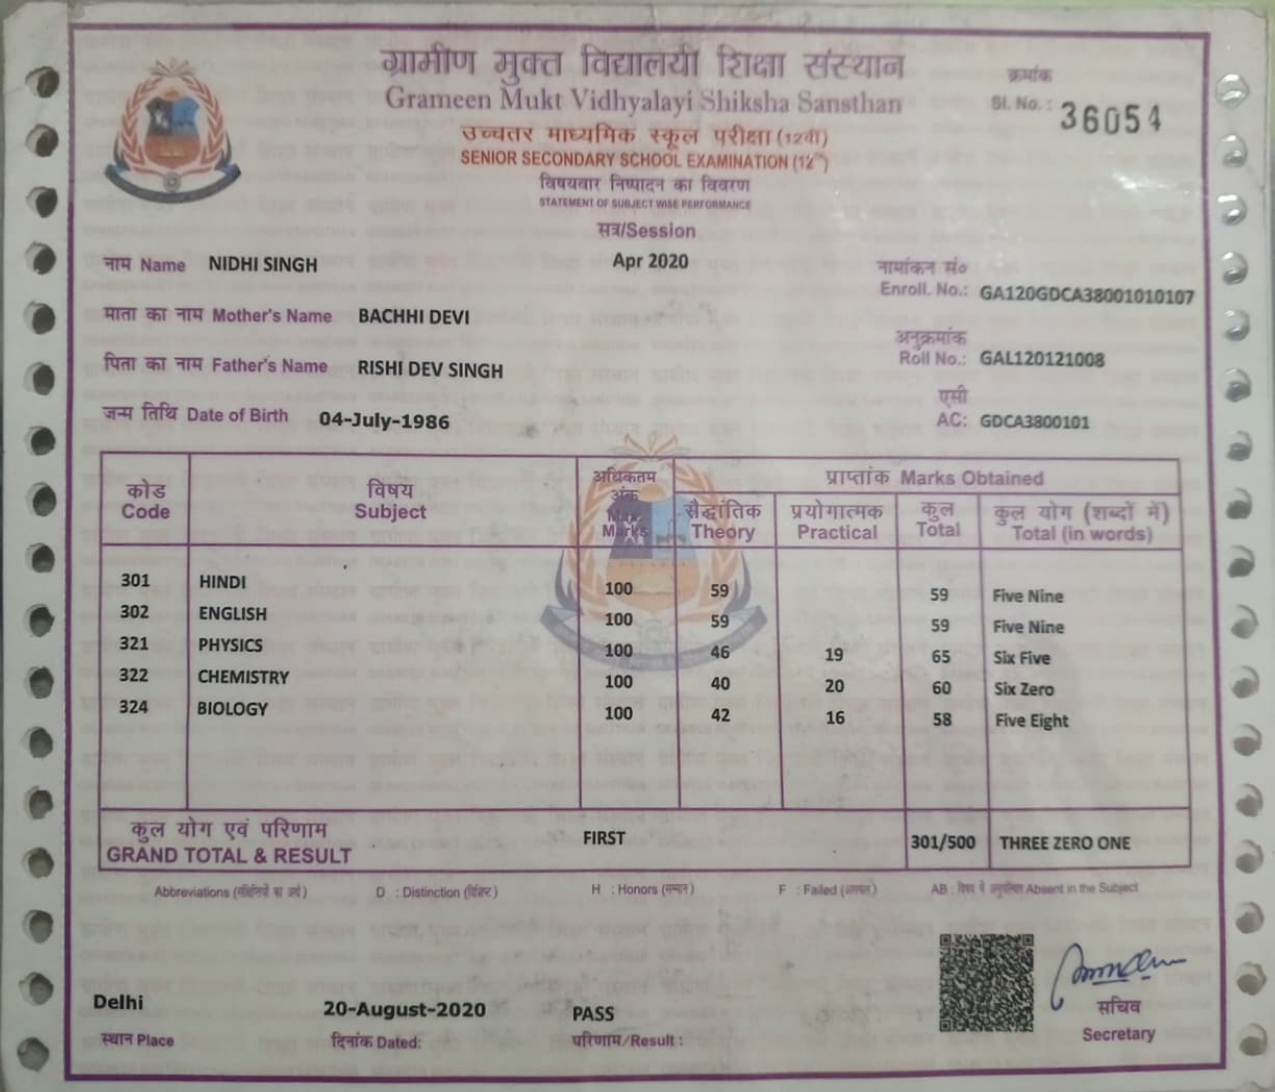 ग्रामीण मुक्त विद्यालयी शिक्षा संस्थान
Grameen Mukt Vidhyalayi Shiksha Sansthan
क्रमांक
Sl. No. : 36054
उच्चतर माध्यमिक स्कूल परीक्षा (12वीं)
SENIOR SECONDARY SCHOOL EXAMINATION (12th)
विषयवार निष्पादन का विवरण
STATEMENT OF SUBJECT WISE PERFORMANCE
सत्र/Session
Apr 2020
नाम Name NIDHI SINGH
नामांकन सं०
Enroll. No.: GA120GDCA38001010107
माता का नाम Mother's Name BACHHI DEVI
अनुक्रमांक
Roll No.: GAL120121008
पिता का नाम Father's Name RISHI DEV SINGH
एसी
AC: GDCA3800101
जन्म तिथि Date of Birth 04-July-1986
कोड
Code
विषय
Subject
अधिकतम
अंक
Max.
Marks
प्राप्तांक Marks Obtained
सैद्धांतिक
Theory
प्रयोगात्मक
Practical
कुल
Total
कुल योग (शब्दों में)
Total (in words)
301 HINDI 100 59 59 Five Nine
302 ENGLISH 100 59 59 Five Nine
321 PHYSICS 100 46 19 65 Six Five
322 CHEMISTRY 100 40 20 60 Six Zero
324 BIOLOGY 100 42 16 58 Five Eight
कुल योग एवं परिणाम
GRAND TOTAL & RESULT
FIRST 301/500 THREE ZERO ONE
Abbreviations D : Distinction H : Honors F : Failed AB : Absent in the Subject
Delhi 20-August-2020 PASS
स्थान Place दिनांक Dated: परिणाम/Result :
सचिव
Secretary